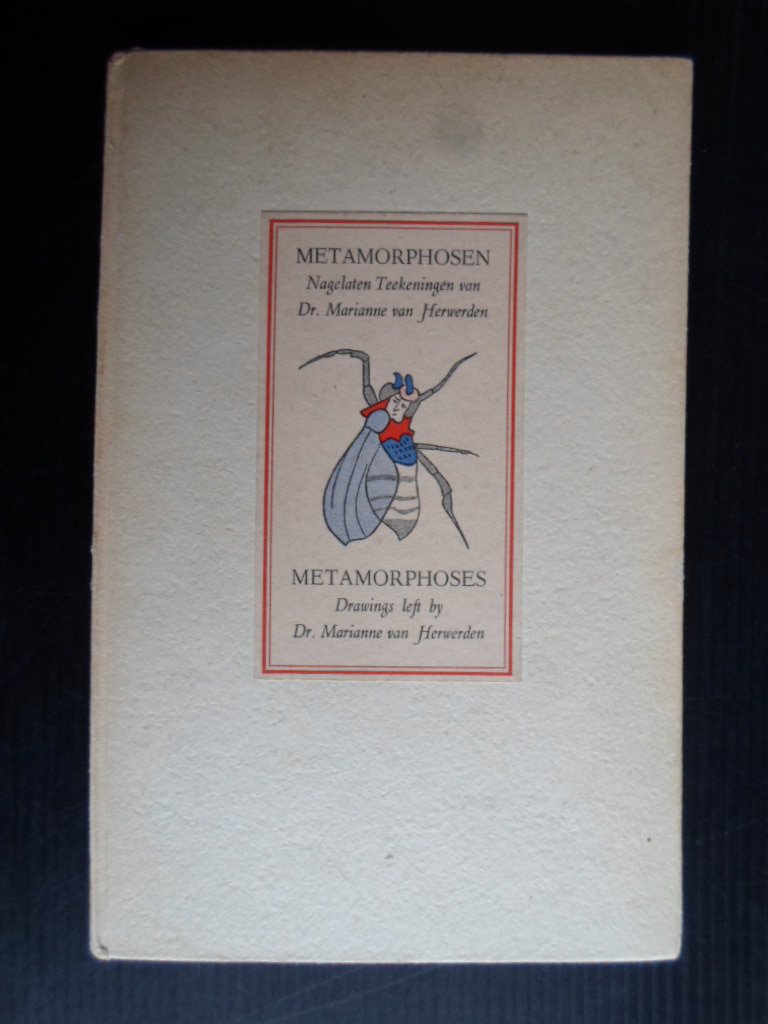 METAMORPHOSEN
Nagelaten Teekeningen van
Dr. Marianne van Herwerden
METAMORPHOSES
Drawings left by
Dr. Marianne van Herwerden